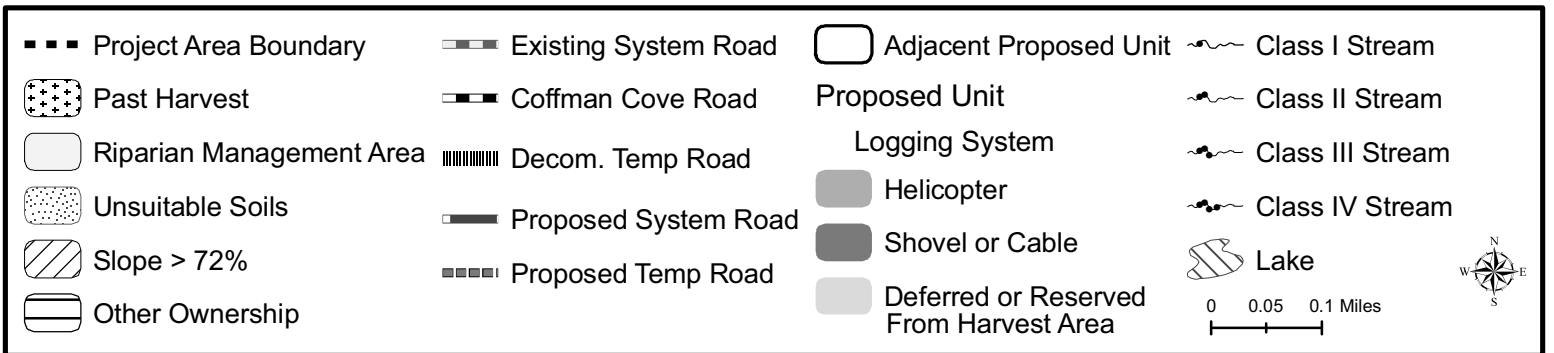 Project Area Boundary
Past Harvest
Riparian Management Area
Unsuitable Soils
Slope > 72%
Other Ownership
Existing System Road
Coffman Cove Road
Decom. Temp Road
Proposed System Road
Proposed Temp Road
Adjacent Proposed Unit
Proposed Unit
Logging System
Helicopter
Shovel or Cable
Deferred or Reserved
From Harvest Area
Class I Stream
Class II Stream
Class III Stream
Class IV Stream
Lake
0 0.05 0.1 Miles
N
W E
S